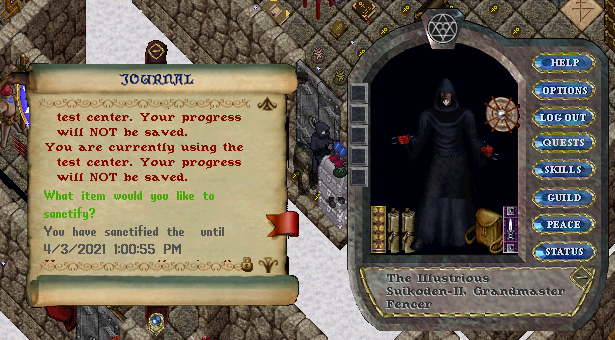 JOURNAL
test center. Your progress
will NOT be saved.
You are currently using the
test center. Your progress
will NOT be saved.
What item would you like to
sanctify?
You have sanctified the  until
4/3/2021 1:00:55 PM
HELP
OPTIONS
LOG OUT
QUESTS
SKILLS
GUILD
PEACE
STATUS
The Illustrious
Suikoden-II, Grandmaster
Fencer